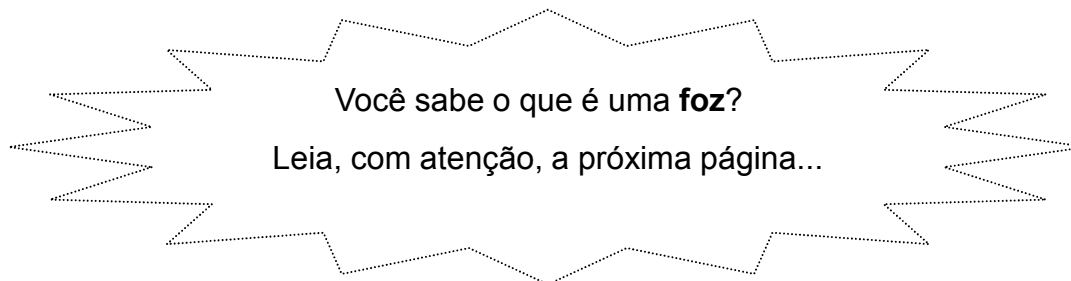 Você sabe o que é uma foz?
Leia, com atenção, a próxima página...